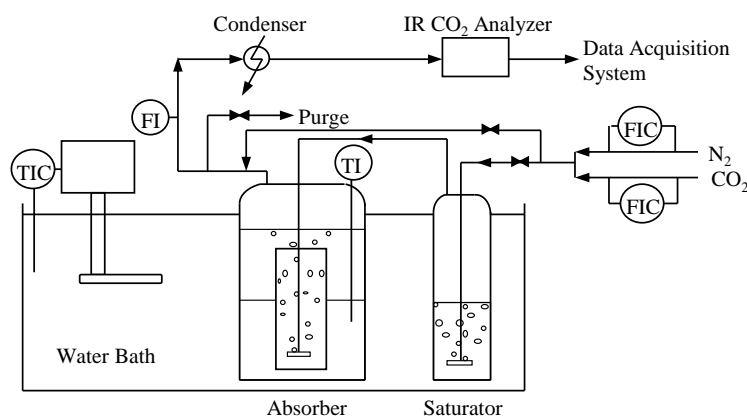 Condenser
IR CO₂ Analyzer
Data Acquisition
System
FI
Purge
FIC
N₂
CO₂
FIC
TIC
TI
Water Bath
Absorber
Saturator